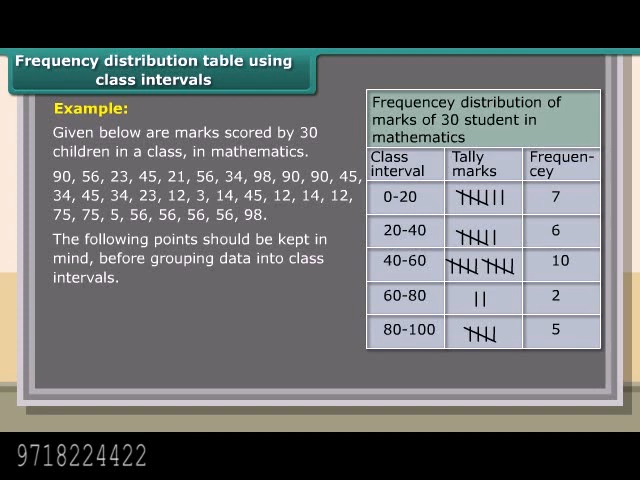 Frequency distribution table using
class intervals
Example:
Given below are marks scored by 30
children in a class, in mathematics.
90, 56, 23, 45, 21, 56, 34, 98, 90, 90, 45,
34, 45, 34, 23, 12, 3, 14, 45, 12, 14, 12,
75, 75, 5, 56, 56, 56, 56, 98.
The following points should be kept in
mind, before grouping data into class
intervals.
Frequencey distribution of
marks of 30 student in
mathematics
Class interval Tally marks Frequen-cey
0-20 7
20-40 6
40-60 10
60-80 2
80-100 5
9718224422